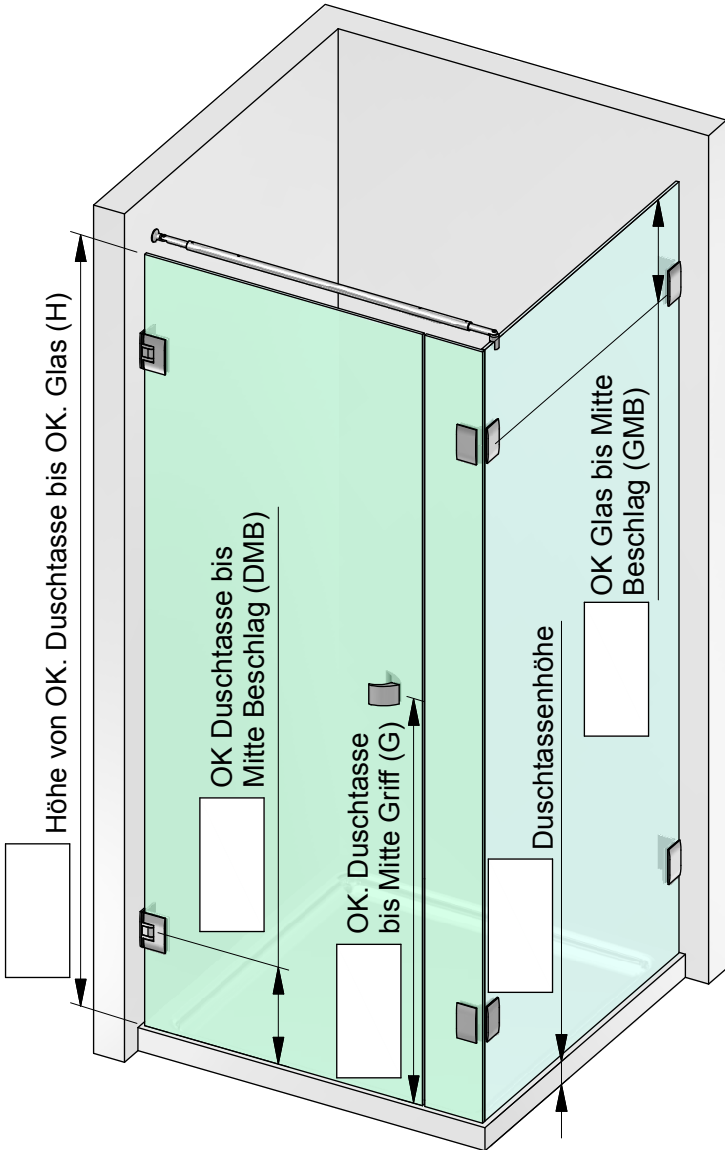 Höhe von OK. Duschtasse bis OK. Glas (H)
OK Duschtasse bis
Mitte Beschlag (DMB)
OK. Duschtasse
bis Mitte Griff (G)
Duschtassenhöhe
OK Glas bis Mitte
Beschlag (GMB)